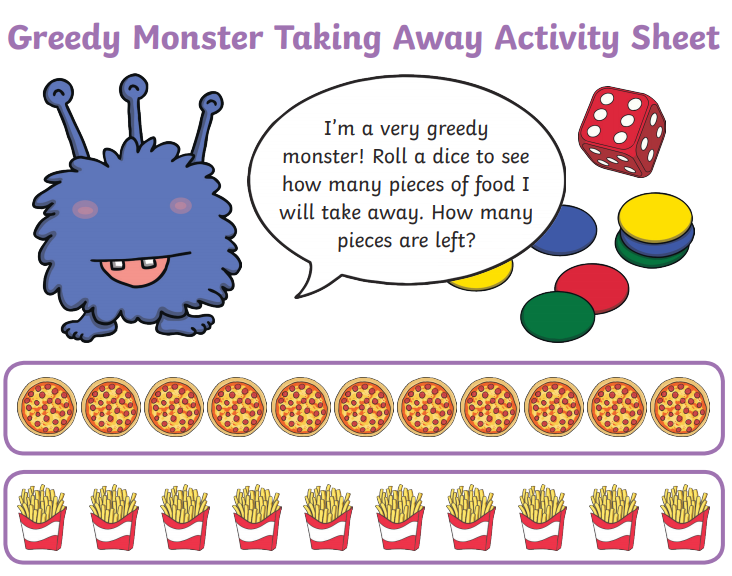 Greedy Monster Taking Away Activity Sheet
I'm a very greedy
monster! Roll a dice to see
how many pieces of food I
will take away. How many
pieces are left?